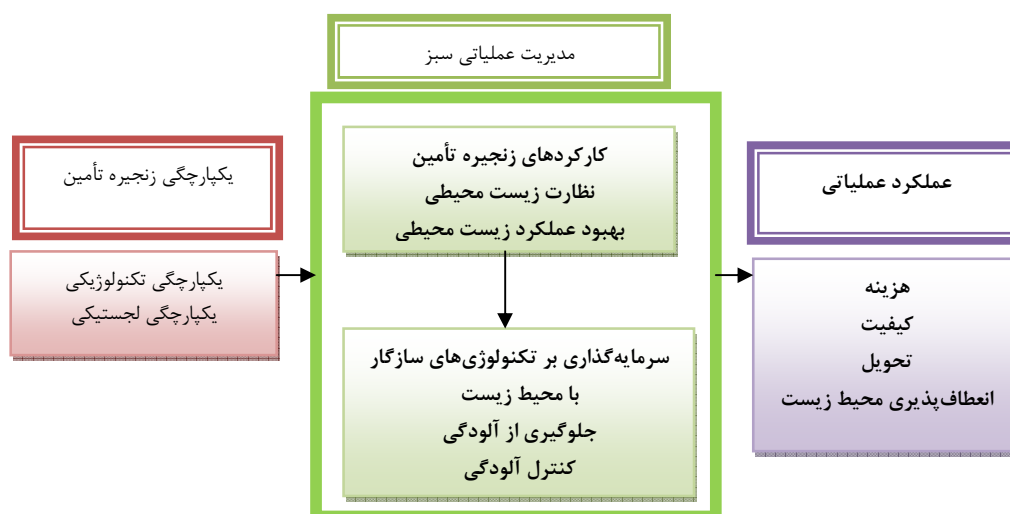 مدیریت عملیاتی سبز
یکپارچگی زنجیره تأمین
یکپارچگی تکنولوژیکی
یکپارچگی لجستیکی
کارکردهای زنجیره تأمین
نظارت زیست محیطی
بهبود عملکرد زیست محیطی
سرمایه‌گذاری بر تکنولوژی‌های سازگار
با محیط زیست
جلوگیری از آلودگی
کنترل آلودگی
عملکرد عملیاتی
هزینه
کیفیت
تحویل
انعطاف‌پذیری محیط زیست